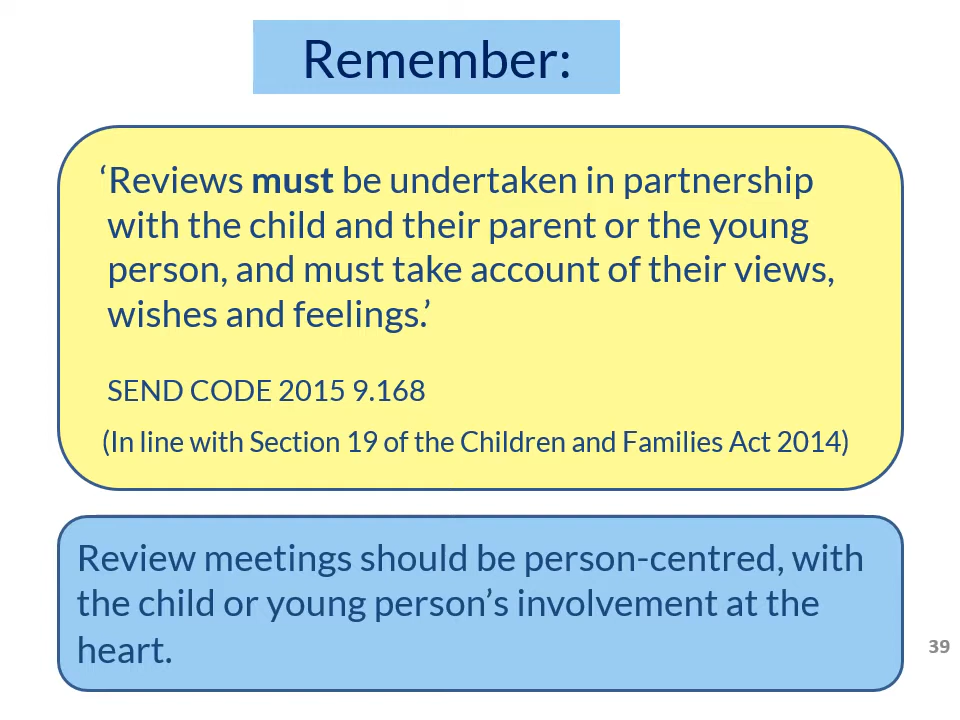 Remember:
‘Reviews must be undertaken in partnership
with the child and their parent or the young
person, and must take account of their views,
wishes and feelings.’
SEND CODE 2015 9.168
(In line with Section 19 of the Children and Families Act 2014)
Review meetings should be person-centred, with
the child or young person’s involvement at the
heart.
39